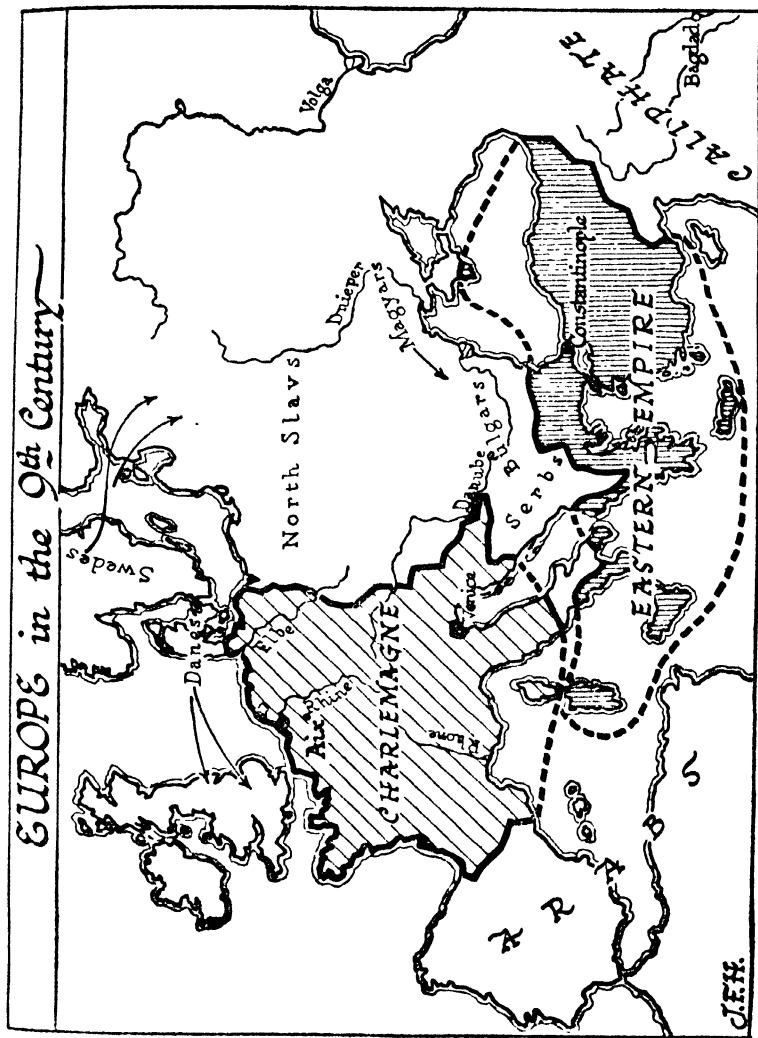 EUROPE in the 9th Century
Swedes
Danes
North Slavs
Volga
Dnieper
Magyars
Elbe
Rhine
Aix
CHARLEMAGNE
Rhone
Venice
Danube
Bulgars
Serbs
Constantinople
EASTERN EMPIRE
CALIPHATE
Bagdad
ARABS
J.F.H.